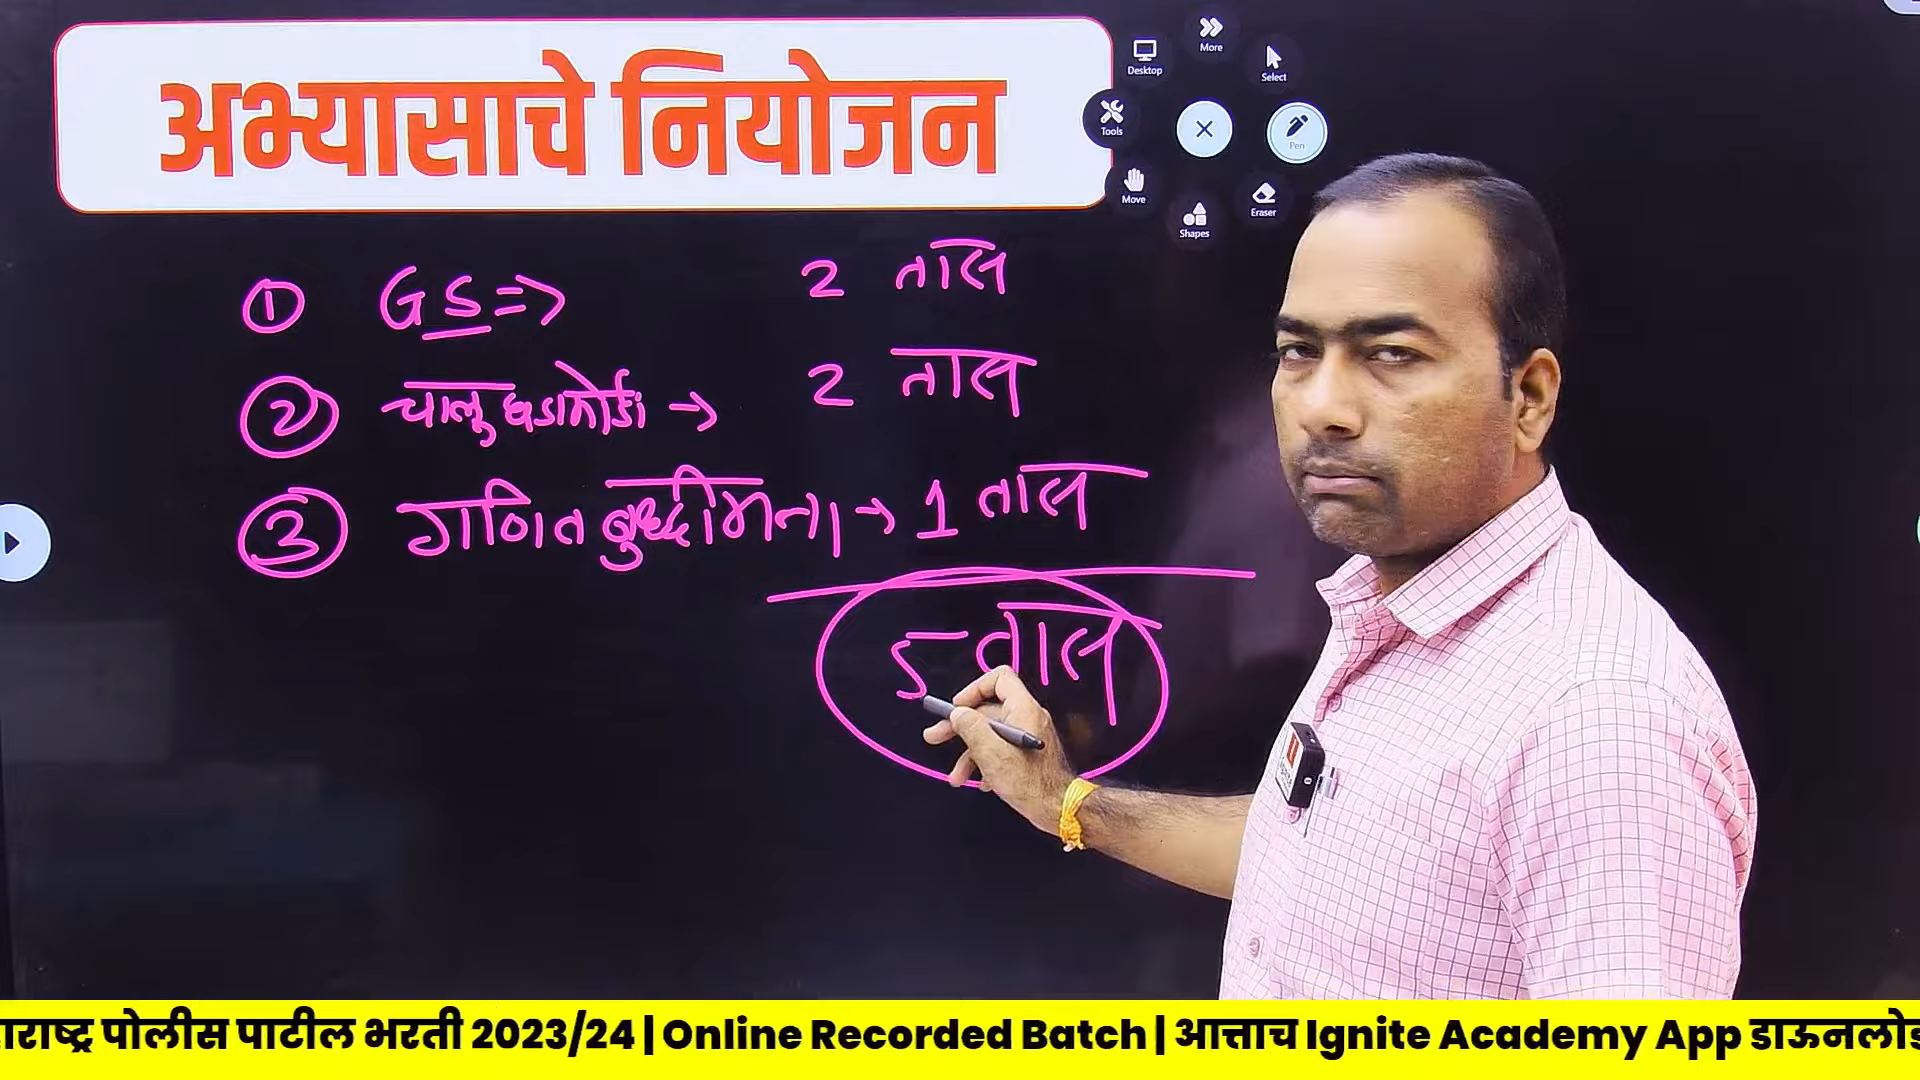 अभ्यासाचे नियोजन
More
Desktop
Select
Tools
Pen
Move
Eraser
Shapes
① GS => 2 तास
② चालू घडामोडी → 2 तास
③ गणित बुद्धीमत्ता → 1 तास
5 तास
ाराष्ट्र पोलीस पाटील भरती 2023/24 | Online Recorded Batch | आत्ताच Ignite Academy App डाऊनलोड